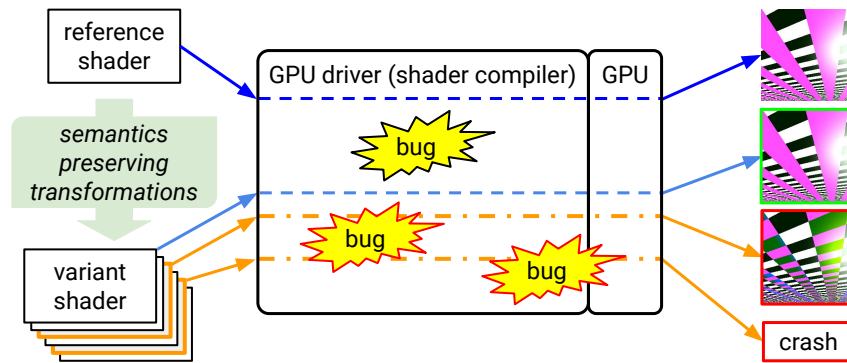 reference
shader
GPU driver (shader compiler)
GPU
semantics
preserving
transformations
bug
bug
bug
variant
shader
crash